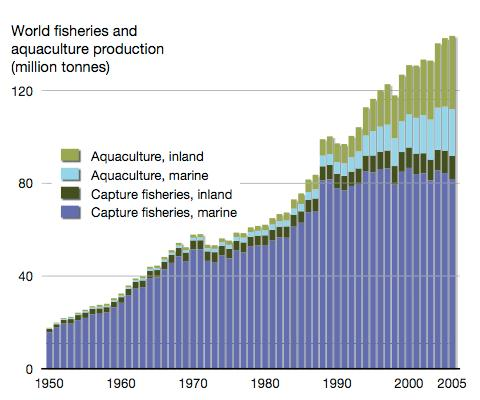 World fisheries and
aquaculture production
(million tonnes)
120
Aquaculture, inland
Aquaculture, marine
80
Capture fisheries, inland
Capture fisheries, marine
40
0
1950 1960 1970 1980 1990 2000 2005